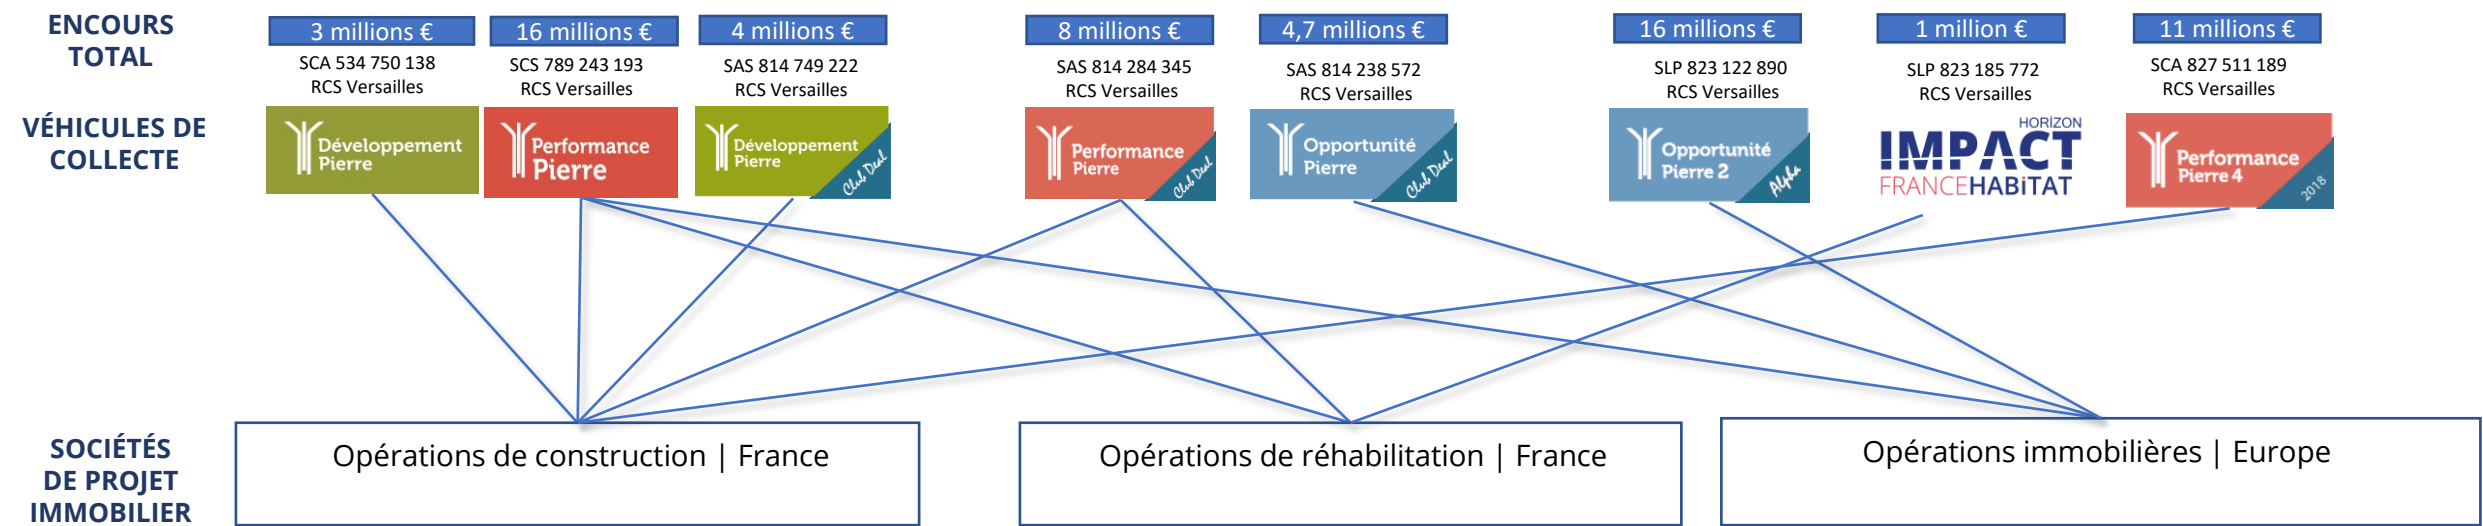 ENCOURS
TOTAL
3 millions €
16 millions €
4 millions €
8 millions €
4,7 millions €
16 millions €
1 million €
11 millions €
SCA 534 750 138
RCS Versailles
SCS 789 243 193
RCS Versailles
SAS 814 749 222
RCS Versailles
SAS 814 284 345
RCS Versailles
SAS 814 238 572
RCS Versailles
SLP 823 122 890
RCS Versailles
SLP 823 185 772
RCS Versailles
SCA 827 511 189
RCS Versailles
VÉHICULES DE
COLLECTE
Développement
Pierre
Performance
Pierre
Développement
Pierre
Club Deal
Performance
Pierre
Club Deal
Opportunité
Pierre
Club Deal
Opportunité
Pierre 2
Alpha
HORİZON
IMPACT
FRANCEHABİTAT
Performance
Pierre 4
2018
SOCIÉTÉS
DE PROJET
IMMOBILIER
Opérations de construction | France
Opérations de réhabilitation | France
Opérations immobilières | Europe